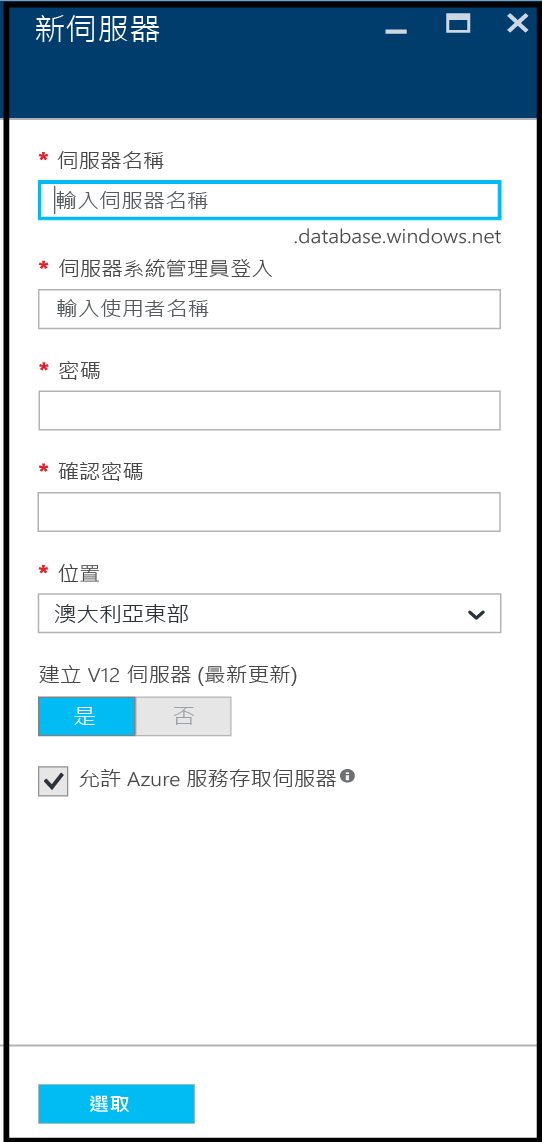 新伺服器
* 伺服器名稱
輸入伺服器名稱
.database.windows.net
* 伺服器系統管理員登入
輸入使用者名稱
* 密碼
* 確認密碼
* 位置
澳大利亞東部
建立 V12 伺服器 (最新更新)
是 否
允許 Azure 服務存取伺服器
選取